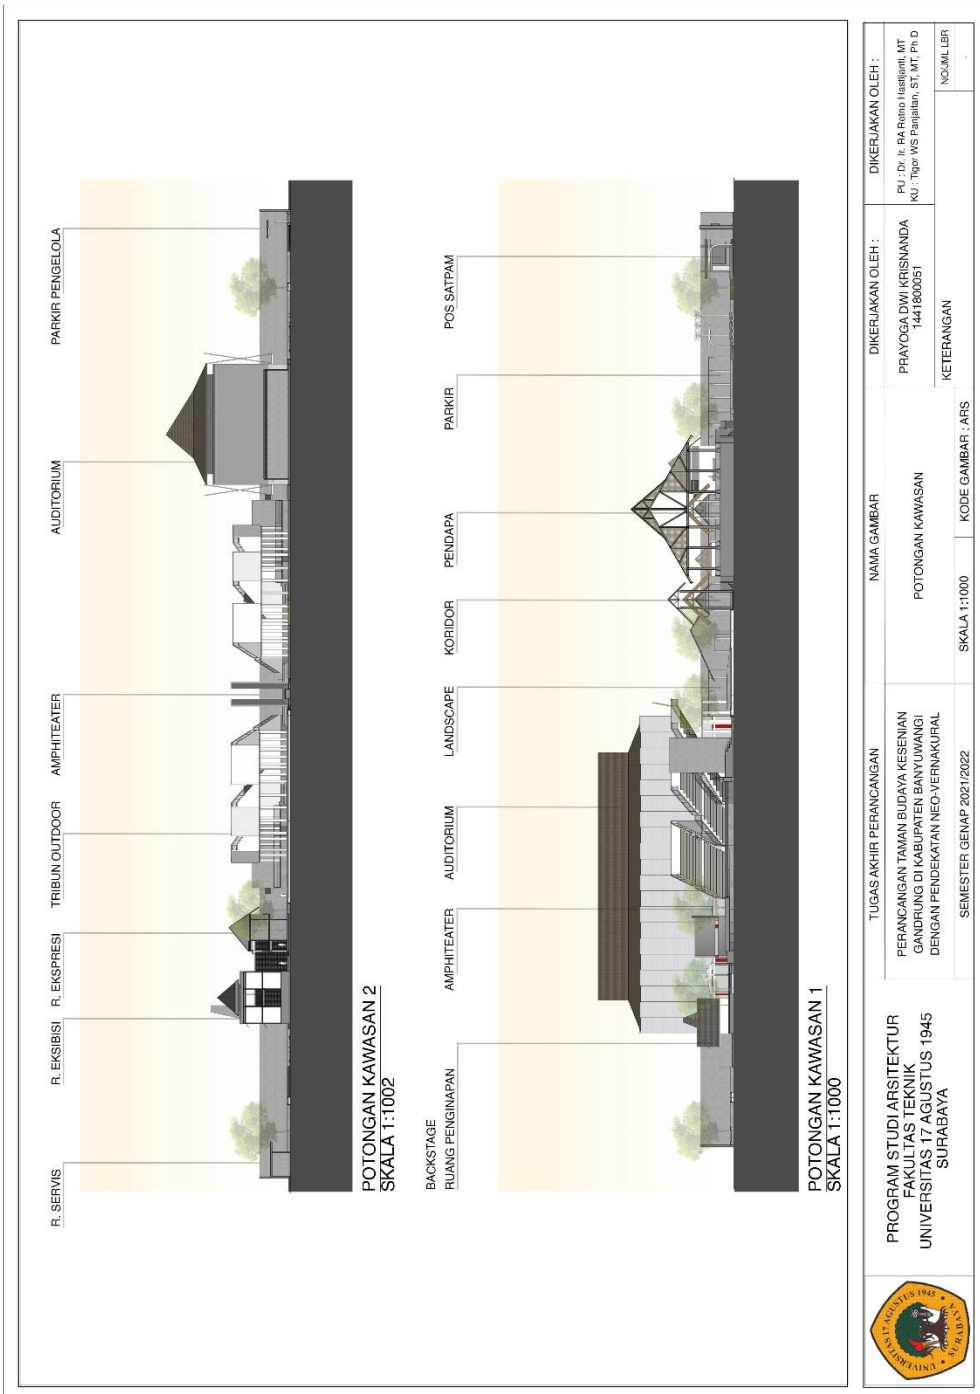 R. SERVIS
R. EKSIBISI
R. EKSPRESI
TRIBUN OUTDOOR
AMPHITEATER
AUDITORIUM
PARKIR PENGELOLA
POTONGAN KAWASAN 2
SKALA 1:1002
BACKSTAGE
RUANG PENGINAPAN
AMPHITEATER
AUDITORIUM
LANDSCAPE
KORIDOR
PENDAPA
PARKIR
POS SATPAM
POTONGAN KAWASAN 1
SKALA 1:1000
UNIVERSITAS 17 AGUSTUS 1945
SURABAYA
PROGRAM STUDI ARSITEKTUR
FAKULTAS TEKNIK
UNIVERSITAS 17 AGUSTUS 1945
SURABAYA
TUGAS AKHIR PERANCANGAN
PERANCANGAN TAMAN BUDAYA KESENIAN
GANDRUNG DI KABUPATEN BANYUWANGI
DENGAN PENDEKATAN NEO-VERNAKURAL
SEMESTER GENAP 2021/2022
NAMA GAMBAR
POTONGAN KAWASAN
SKALA 1:1000
KODE GAMBAR : ARS
DIKERJAKAN OLEH :
PRAYOGA DWI KRISNANDA
1441800051
KETERANGAN
DIKERJAKAN OLEH :
PU : Dr. Ir. RA Retno Hastijanti, MT
KU : Tigor WS Panjaitan, ST, MT, Ph D
NO/JML LBR
-